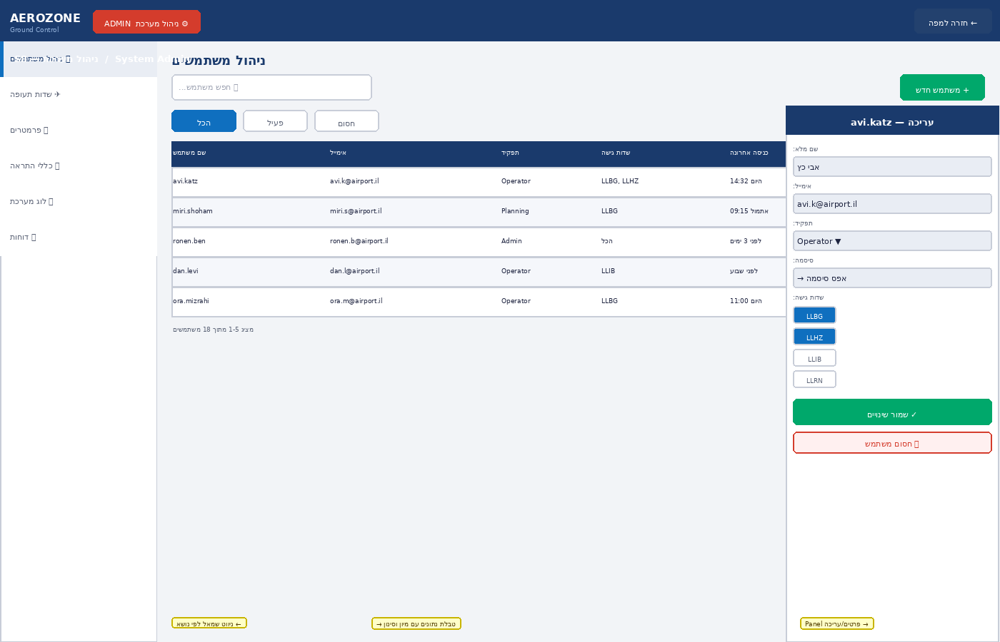 AEROZONE
Ground Control
ADMIN ניהול מערכת ⚙
חזרה למפה ←
ניהול משתמשים
ניהול מערכת / System Admin
ניהול משתמשים
שדות תעופה ✈
פרמטרים
כללי התראה
לוג מערכת
דוחות
חפש משתמש...
+ משתמש חדש
הכל
פעיל
חסום
שם משתמש אימייל תפקיד שדות גישה כניסה אחרונה
avi.katz avi.k@airport.il Operator LLBG, LLHZ היום 14:32
miri.shoham miri.s@airport.il Planning LLBG אתמול 09:15
ronen.ben ronen.b@airport.il Admin הכל לפני 3 ימים
dan.levi dan.l@airport.il Operator LLIB לפני שבוע
ora.mizrahi ora.m@airport.il Operator LLBG היום 11:00
מציג 1-5 מתוך 18 משתמשים
עריכה — avi.katz
שם מלא:
אבי כץ
אימייל:
avi.k@airport.il
תפקיד:
Operator ▼
סיסמה:
אפס סיסמה →
שדות גישה:
LLBG
LLHZ
LLIB
LLRN
✓ שמור שינויים
חסום משתמש
← ניווט שמאל לפי נושא
טבלת נתונים עם מיון וסינון →
Panel פרטים/עריכה →